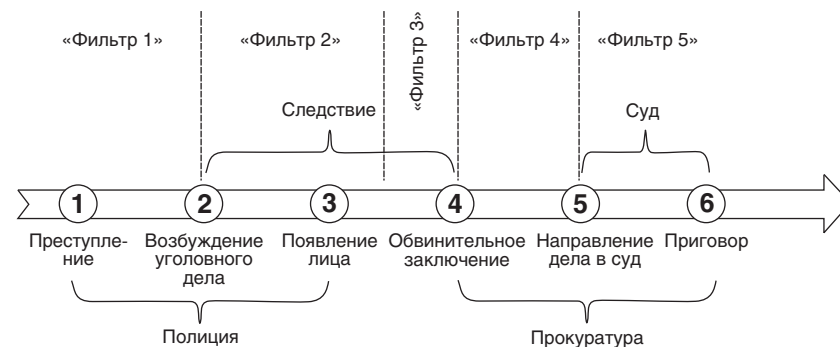 «Фильтр 1»
«Фильтр 2»
«Фильтр 3»
«Фильтр 4»
«Фильтр 5»
Следствие
Суд
1
2
3
4
5
6
Преступле-
ние
Возбуждение
уголовного
дела
Появление
лица
Обвинительное
заключение
Направление
дела в суд
Приговор
Полиция
Прокуратура